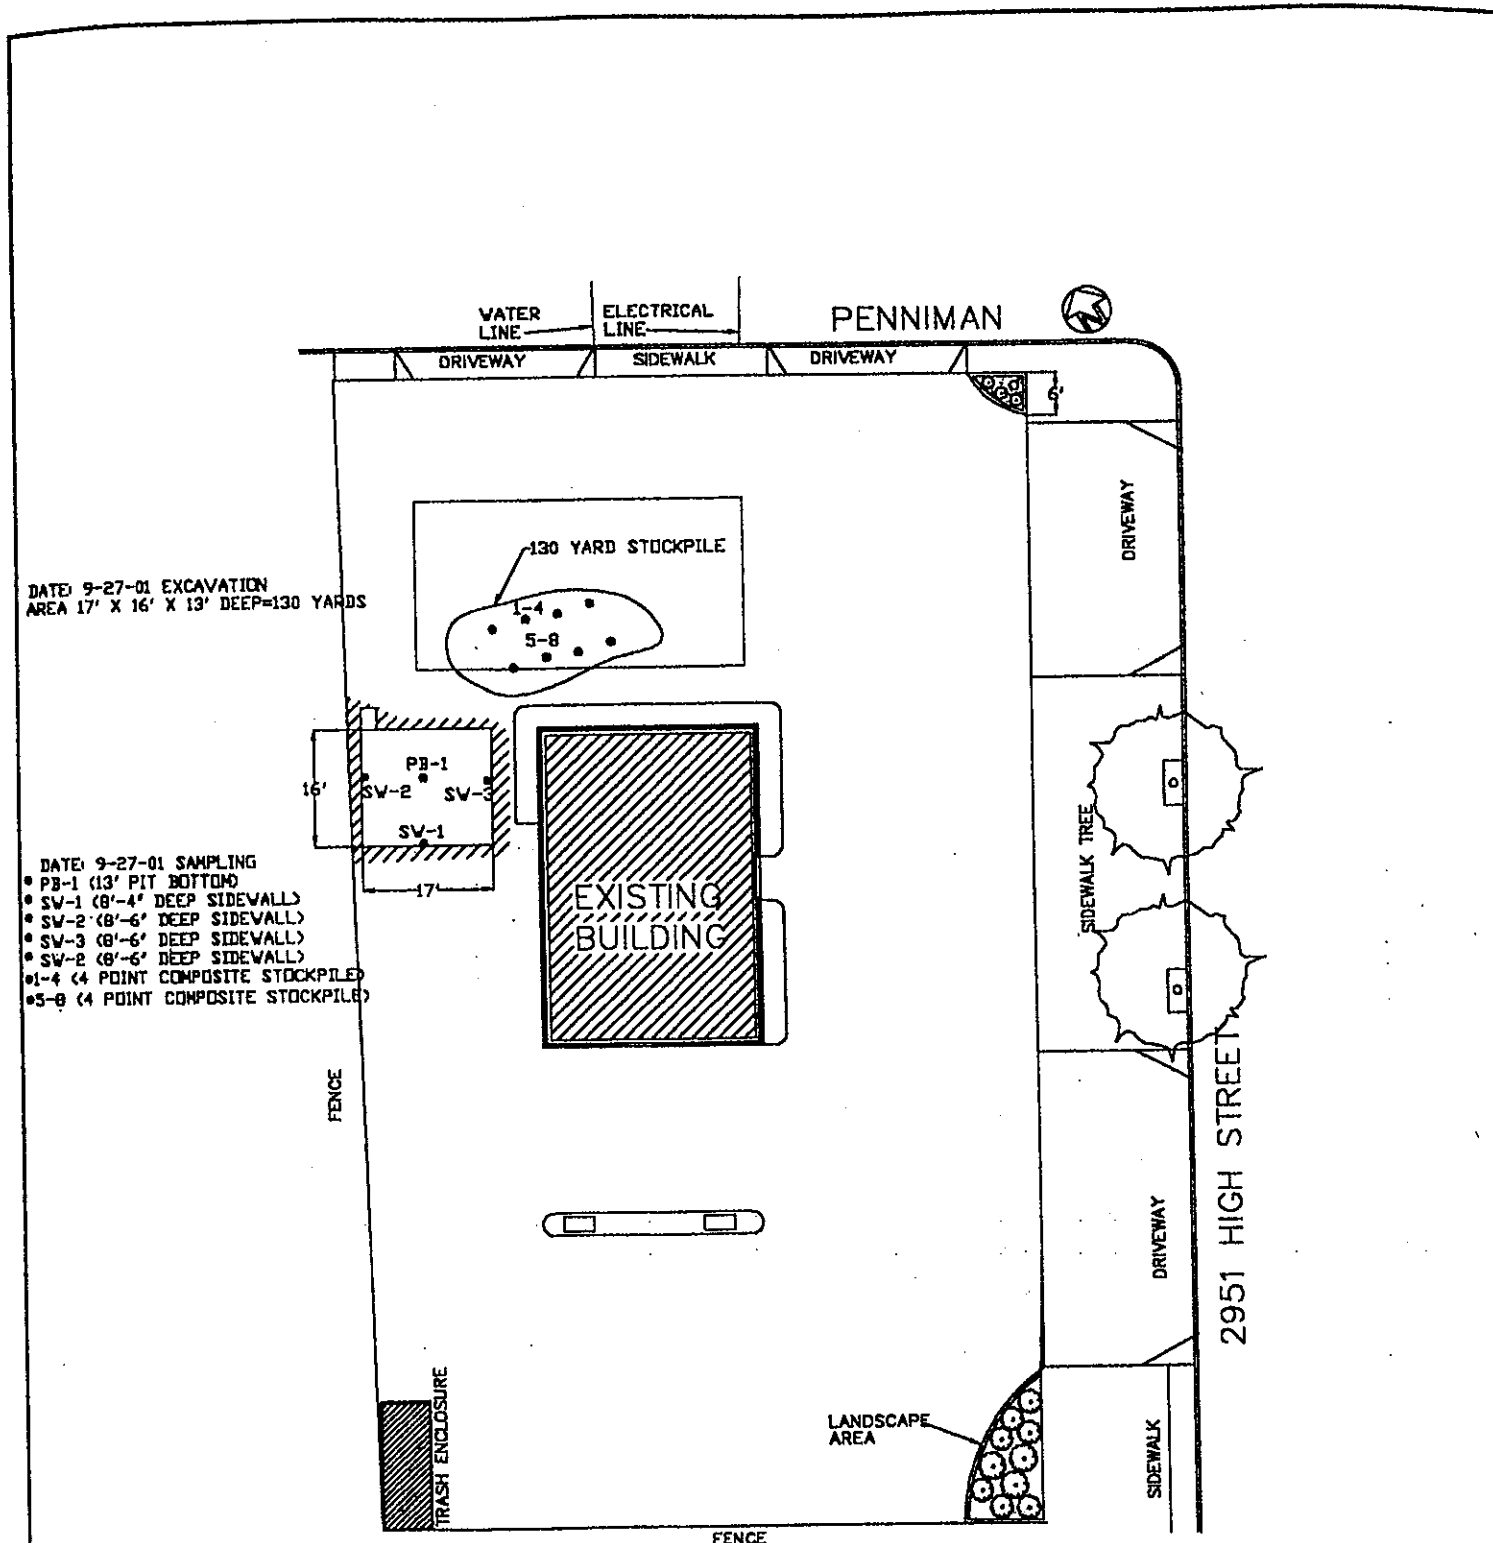 WATER
LINE
ELECTRICAL
LINE
PENNIMAN
N
DRIVEWAY
SIDEWALK
DRIVEWAY
6'
DRIVEWAY
130 YARD STOCKPILE
DATE: 9-27-01 EXCAVATION
AREA 17' X 16' X 13' DEEP=130 YARDS
1-4
5-8
PB-1
16'
SW-2
SW-3
SW-1
17'
DATE: 9-27-01 SAMPLING
PB-1 (13' PIT BOTTOM)
SW-1 (8'-4" DEEP SIDEWALL)
SW-2 (8'-6" DEEP SIDEWALL)
SW-3 (8'-6" DEEP SIDEWALL)
SW-2 (8'-6" DEEP SIDEWALL)
1-4 (4 POINT COMPOSITE STOCKPILE)
5-8 (4 POINT COMPOSITE STOCKPILE)
EXISTING
BUILDING
SIDEWALK TREE
FENCE
2951 HIGH STREET
DRIVEWAY
TRASH ENCLOSURE
LANDSCAPE
AREA
SIDEWALK
FENCE